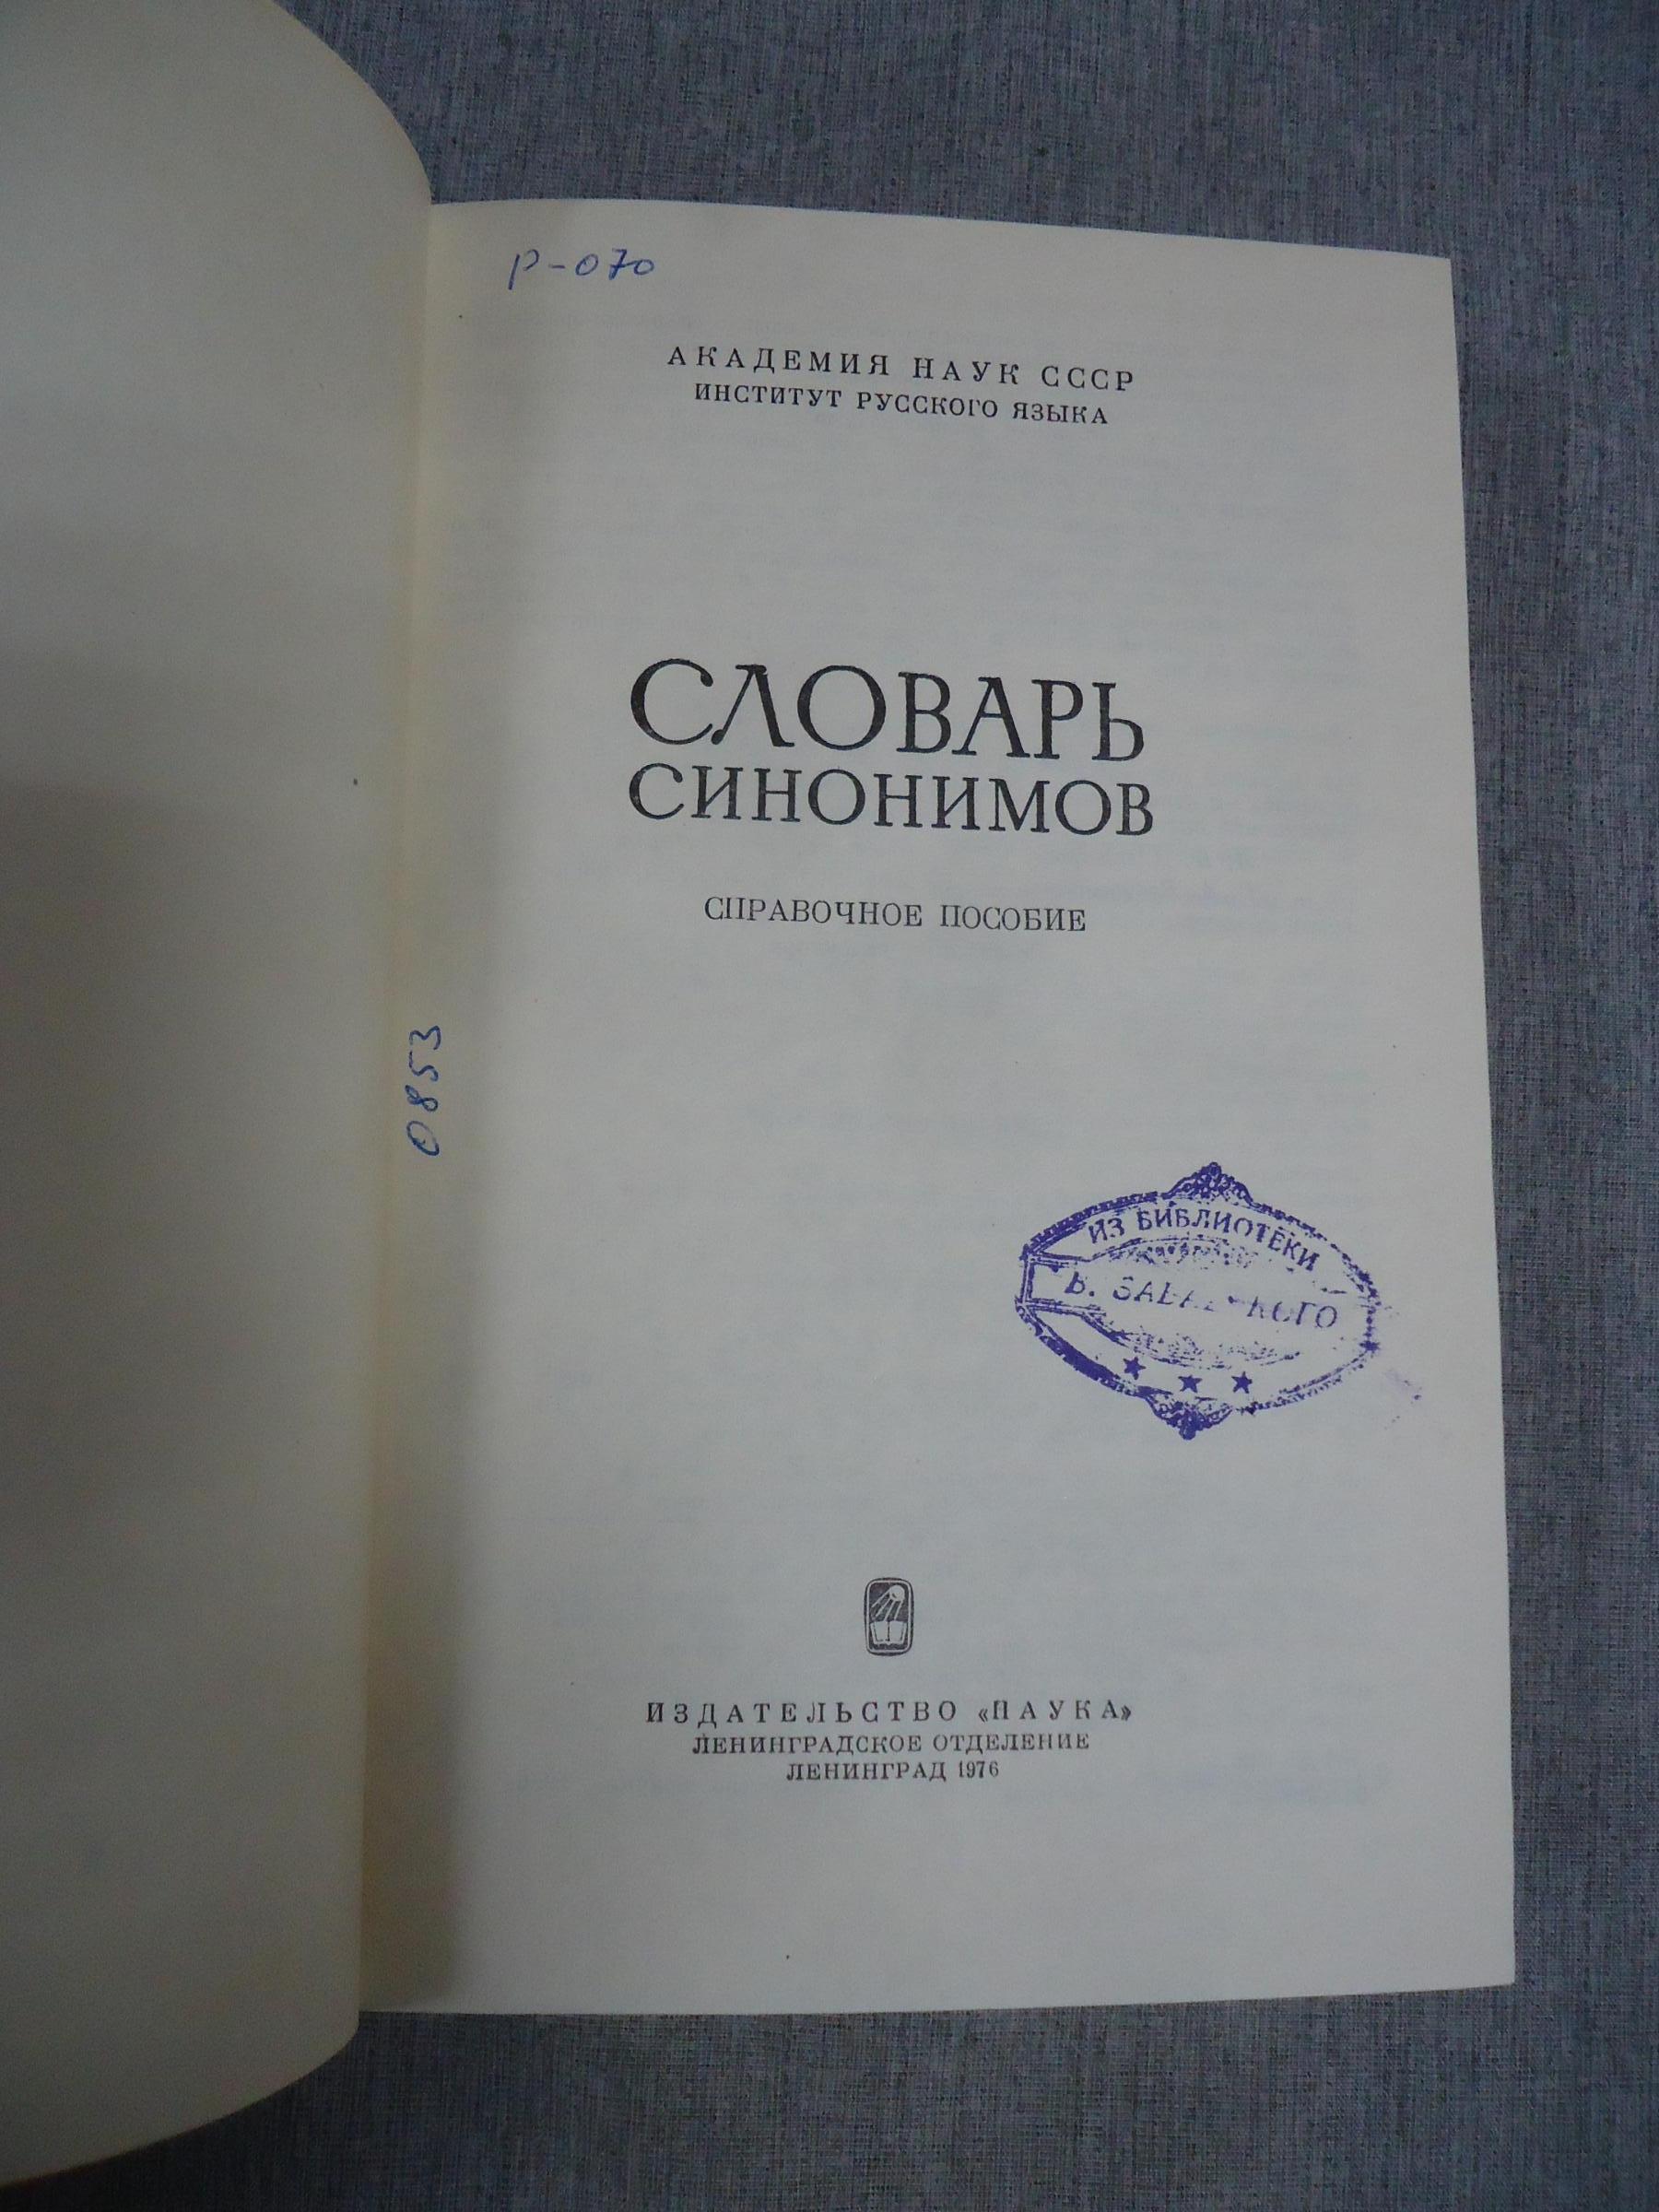 р-070
АКАДЕМИЯ НАУК СССР
ИНСТИТУТ РУССКОГО ЯЗЫКА
СЛОВАРЬ
СИНОНИМОВ
СПРАВОЧНОЕ ПОСОБИЕ
0853
ИЗ БИБЛИОТЕКИ
В.
ИЗДАТЕЛЬСТВО «НАУКА»
ЛЕНИНГРАДСКОЕ ОТДЕЛЕНИЕ
ЛЕНИНГРАД 1976